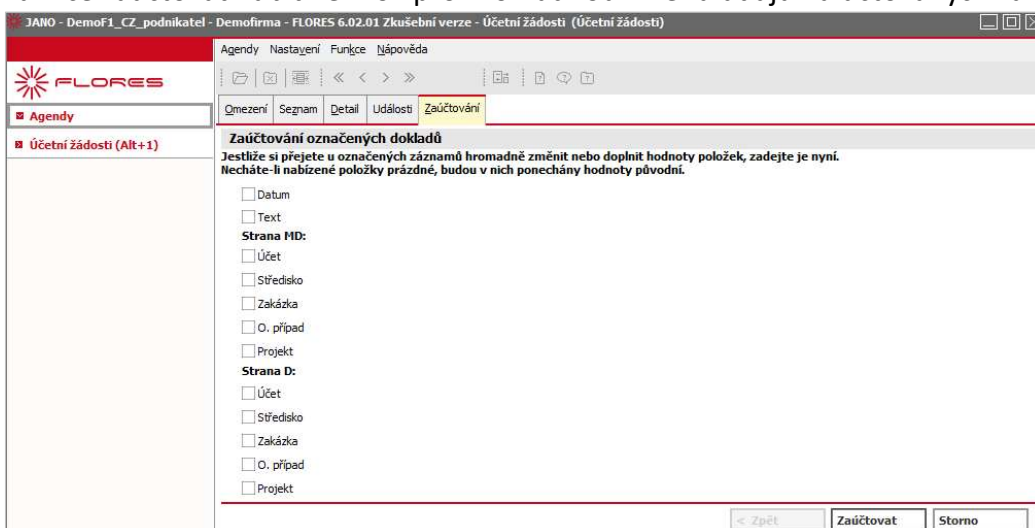 JANO - DemoF1_CZ_podnikatel - Demofirma - FLORES 6.02.01 Zkušební verze - Účetní žádosti (Účetní žádosti)
Agendy Nastavení Funkce Nápověda
FLORES
Omezení Seznam Detail Události Zaúčtování
Agendy
Účetní žádosti (Alt+1)
Zaúčtování označených dokladů
Jestliže si přejete u označených záznamů hromadně změnit nebo doplnit hodnoty položek, zadejte je nyní.
Necháte-li nabízené položky prázdné, budou v nich ponechány hodnoty původní.
Datum
Text
Strana MD:
Účet
Středisko
Zakázka
O. případ
Projekt
Strana D:
Účet
Středisko
Zakázka
O. případ
Projekt
< Zpět Zaúčtovat Storno